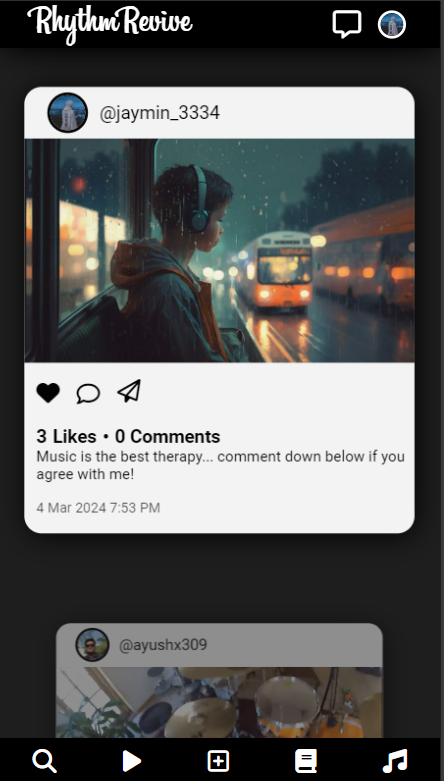 RhythmRevive
@jaymin_3334
3 Likes • 0 Comments
Music is the best therapy... comment down below if you
agree with me!
4 Mar 2024 7:53 PM
@ayushx309